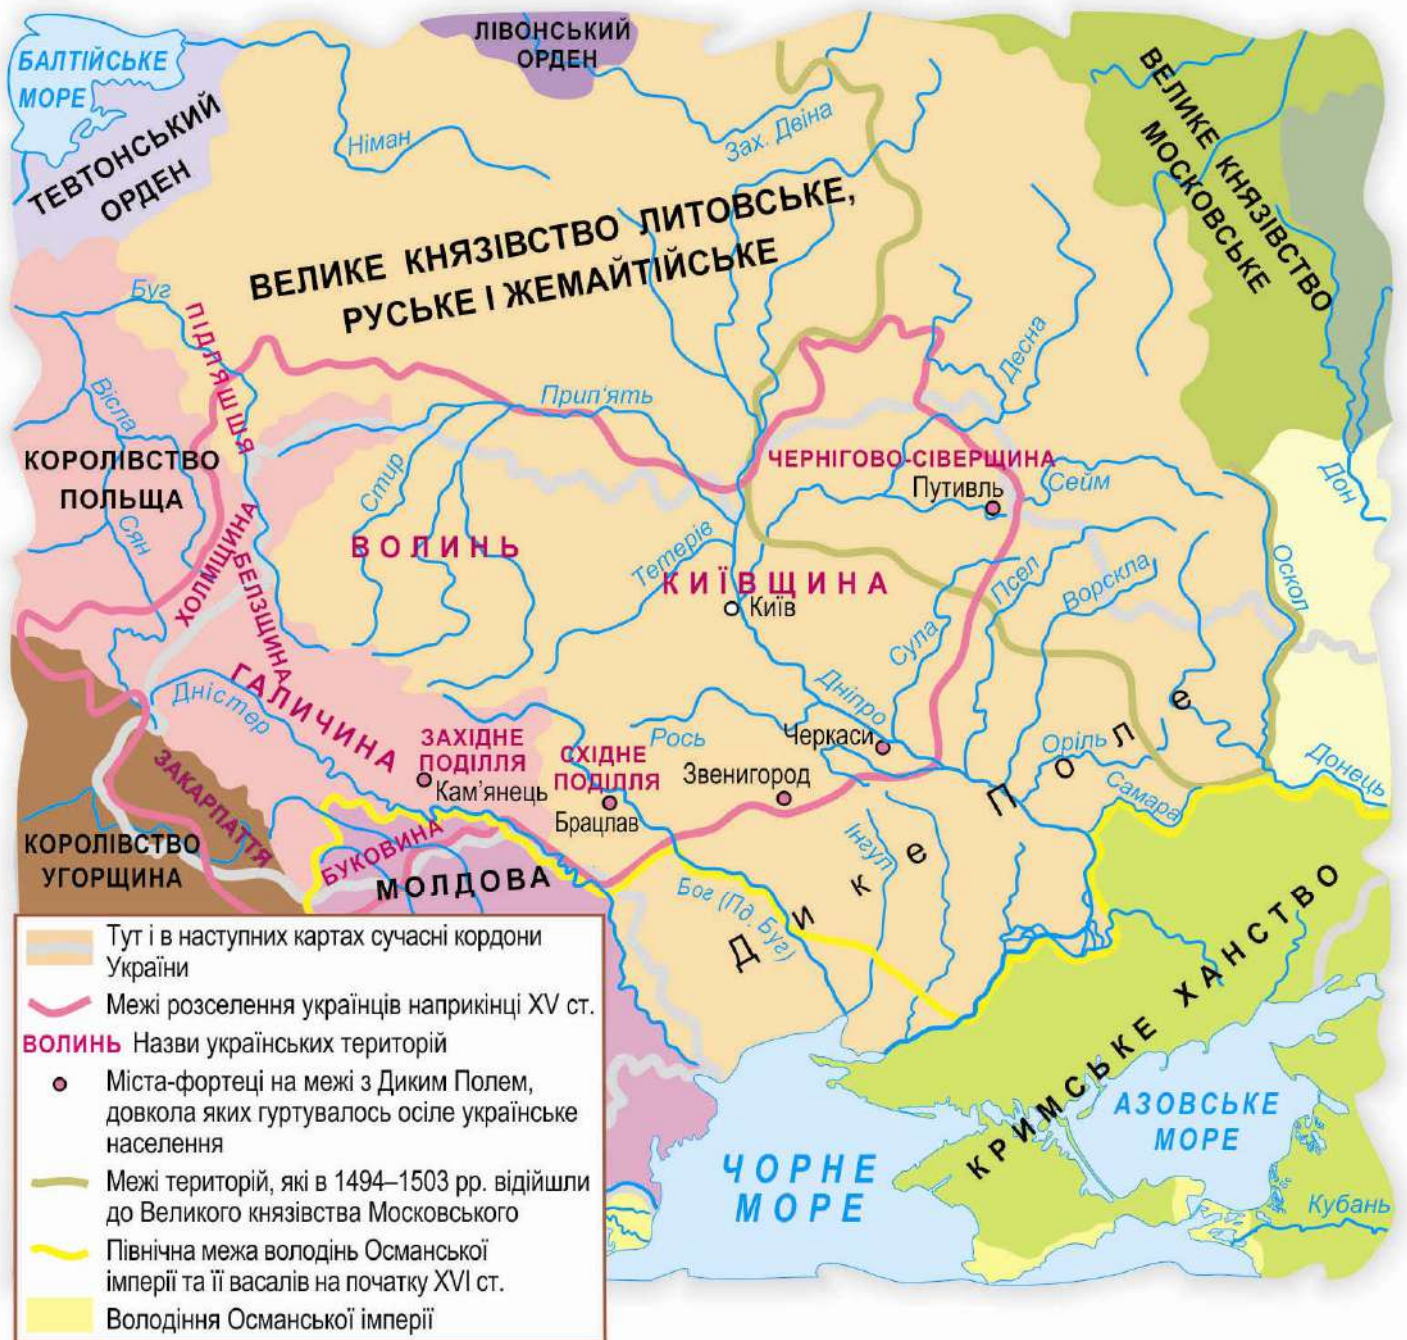 БАЛТІЙСЬКЕ
МОРЕ
ТЕВТОНСЬКИЙ
ОРДЕН
ЛІВОНСЬКИЙ
ОРДЕН
Німан
Зах. Двіна
ВЕЛИКЕ КНЯЗІВСТВО
МОСКОВСЬКЕ
ВЕЛИКЕ КНЯЗІВСТВО ЛИТОВСЬКЕ,
РУСЬКЕ І ЖЕМАЙТІЙСЬКЕ
Буг
ПІДЛЯШШЯ
Вісла
КОРОЛІВСТВО
ПОЛЬЩА
Сян
ХОЛМЩИНА
БЕЛЗЩИНА
Прип'ять
Стир
ВОЛИНЬ
Тетерів
Десна
ЧЕРНІГОВО-СІВЕРЩИНА
Путивль
Сейм
Дон
Оскол
КИЇВЩИНА
Київ
Псел
Ворскла
Сула
ГАЛИЧИНА
Дністер
ЗАХІДНЕ
ПОДІЛЛЯ
Кам'янець
СХІДНЕ
ПОДІЛЛЯ
Брацлав
Рось
Дніпро
Черкаси
Звенигород
Оріль
Самара
Донець
Дике Поле
Інгул
Бог (Пд. Буг)
ЗАКАРПАТТЯ
КОРОЛІВСТВО
УГОРЩИНА
БУКОВИНА
МОЛДОВА
КРИМСЬКЕ ХАНСТВО
АЗОВСЬКЕ
МОРЕ
ЧОРНЕ
МОРЕ
Кубань
Тут і в наступних картах сучасні кордони
України
Межі розселення українців наприкінці XV ст.
ВОЛИНЬ Назви українських територій
Міста-фортеці на межі з Диким Полем,
довкола яких гуртувалось осіле українське
населення
Межі територій, які в 1494–1503 рр. відійшли
до Великого князівства Московського
Північна межа володінь Османської
імперії та її васалів на початку XVI ст.
Володіння Османської імперії